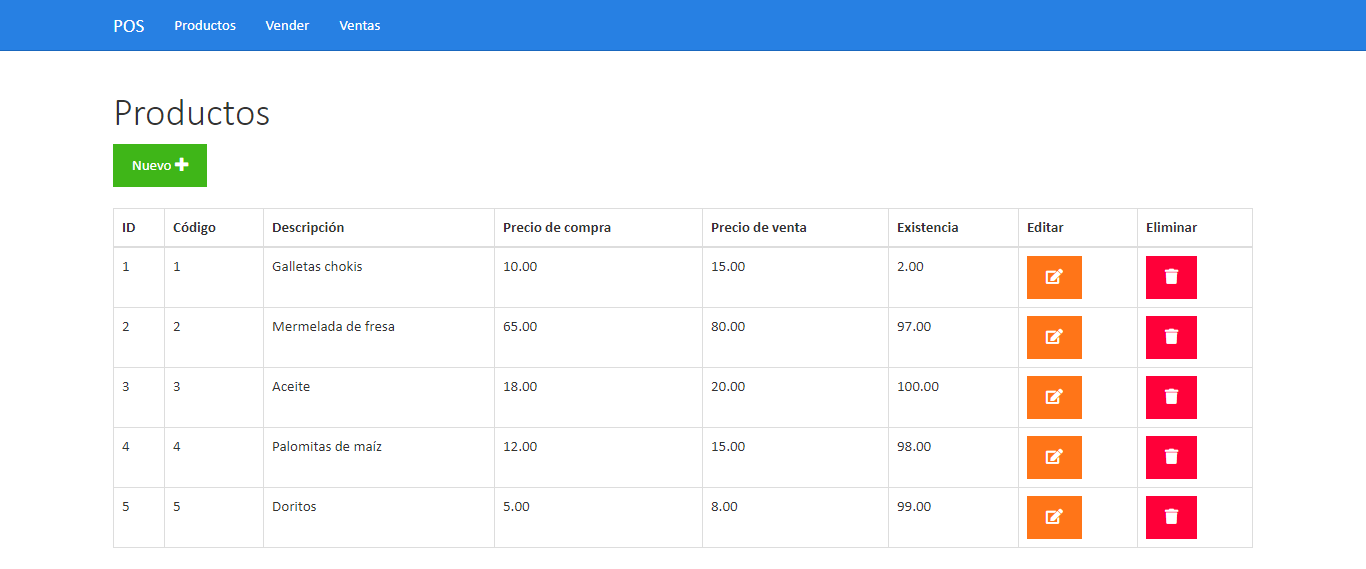 POS Productos Vender Ventas
Productos
Nuevo
ID Código Descripción Precio de compra Precio de venta Existencia Editar Eliminar
1 1 Galletas chokis 10.00 15.00 2.00
2 2 Mermelada de fresa 65.00 80.00 97.00
3 3 Aceite 18.00 20.00 100.00
4 4 Palomitas de maíz 12.00 15.00 98.00
5 5 Doritos 5.00 8.00 99.00